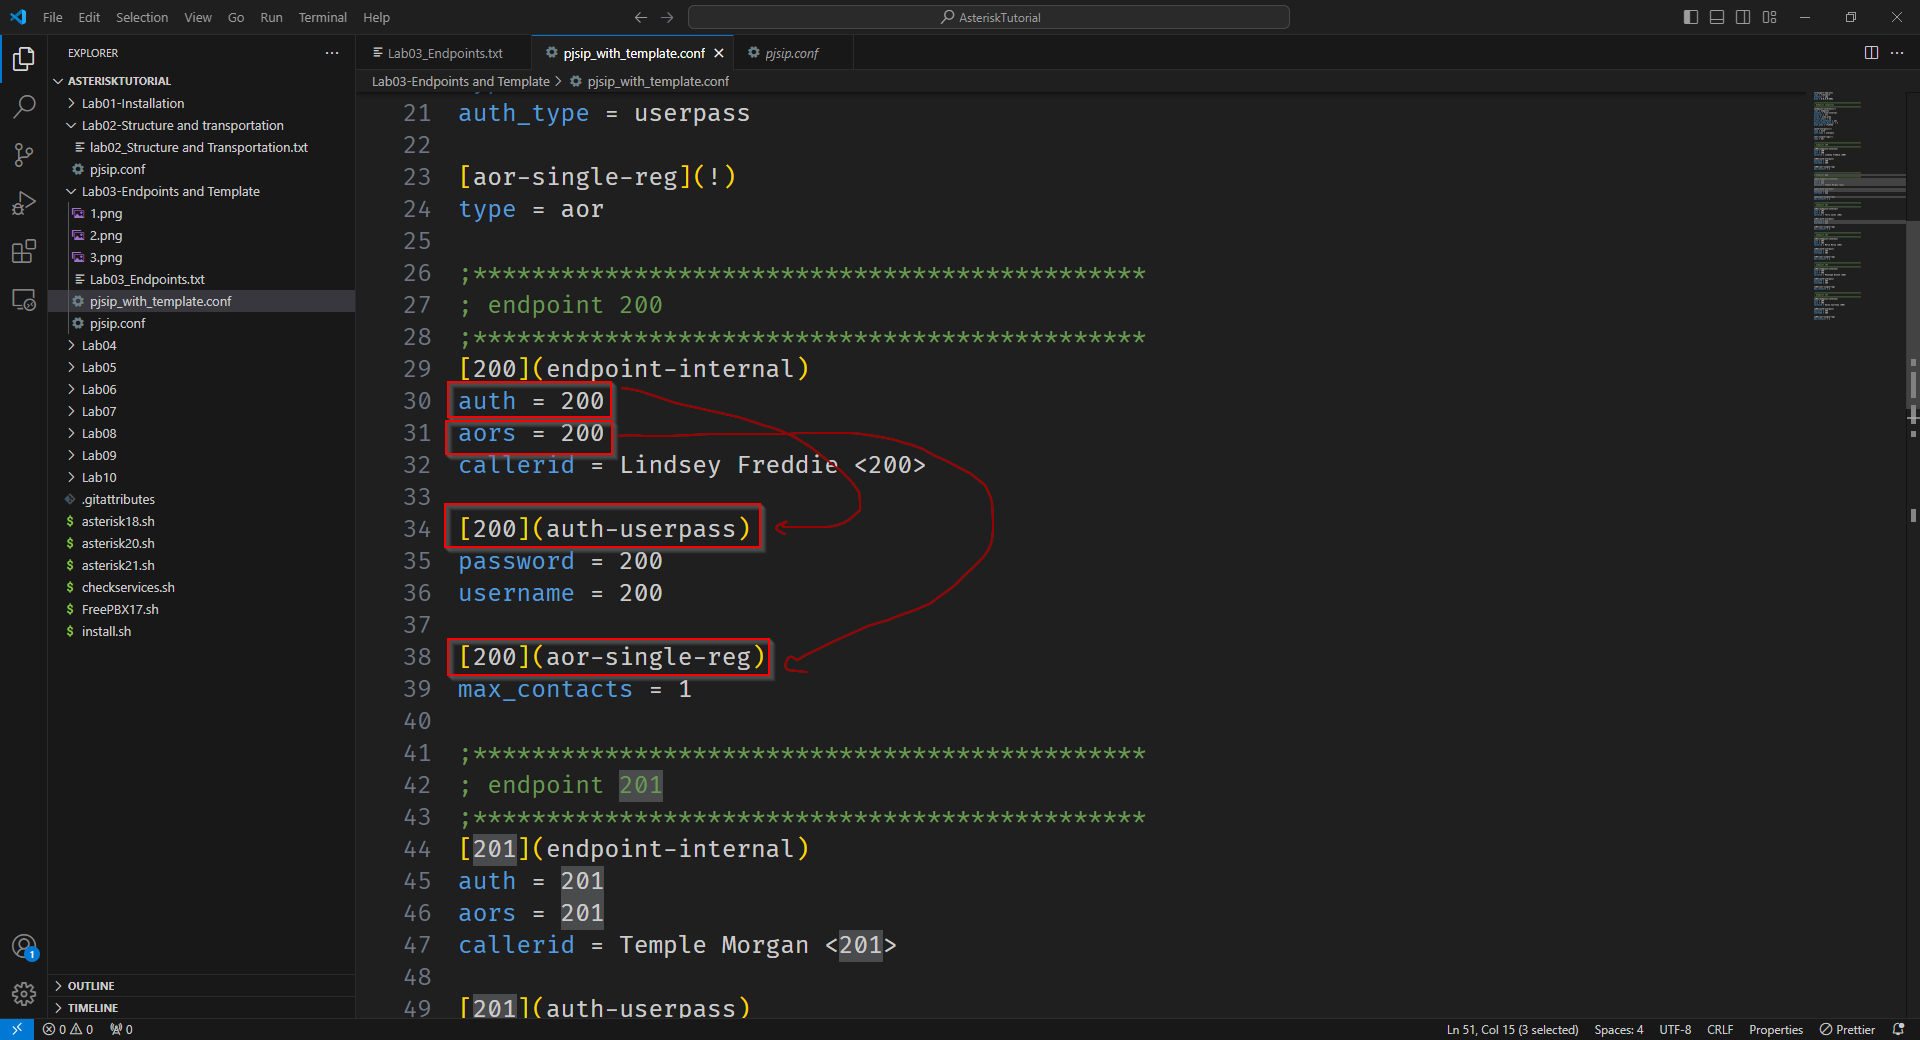 File Edit Selection View Go Run Terminal Help
AsteriskTutorial
EXPLORER
ASTERISKTUTORIAL
Lab01-Installation
Lab02-Structure and transportation
lab02_Structure and Transportation.txt
pjsip.conf
Lab03-Endpoints and Template
1.png
2.png
3.png
Lab03_Endpoints.txt
pjsip_with_template.conf
pjsip.conf
Lab04
Lab05
Lab06
Lab07
Lab08
Lab09
Lab10
.gitattributes
$ asterisk18.sh
$ asterisk20.sh
$ asterisk21.sh
$ checkservices.sh
$ FreePBX17.sh
$ install.sh
OUTLINE
TIMELINE
Lab03_Endpoints.txt pjsip_with_template.conf pjsip.conf
Lab03-Endpoints and Template > pjsip_with_template.conf
21 auth_type = userpass
22
23 [aor-single-reg](!)
24 type = aor
25
26 ;**********************************************
27 ; endpoint 200
28 ;**********************************************
29 [200](endpoint-internal)
30 auth = 200
31 aors = 200
32 callerid = Lindsey Freddie <200>
33
34 [200](auth-userpass)
35 password = 200
36 username = 200
37
38 [200](aor-single-reg)
39 max_contacts = 1
40
41 ;**********************************************
42 ; endpoint 201
43 ;**********************************************
44 [201](endpoint-internal)
45 auth = 201
46 aors = 201
47 callerid = Temple Morgan <201>
48
49 [201](auth-userpass)
1
0 0 0
Ln 51, Col 15 (3 selected) Spaces: 4 UTF-8 CRLF Properties Prettier